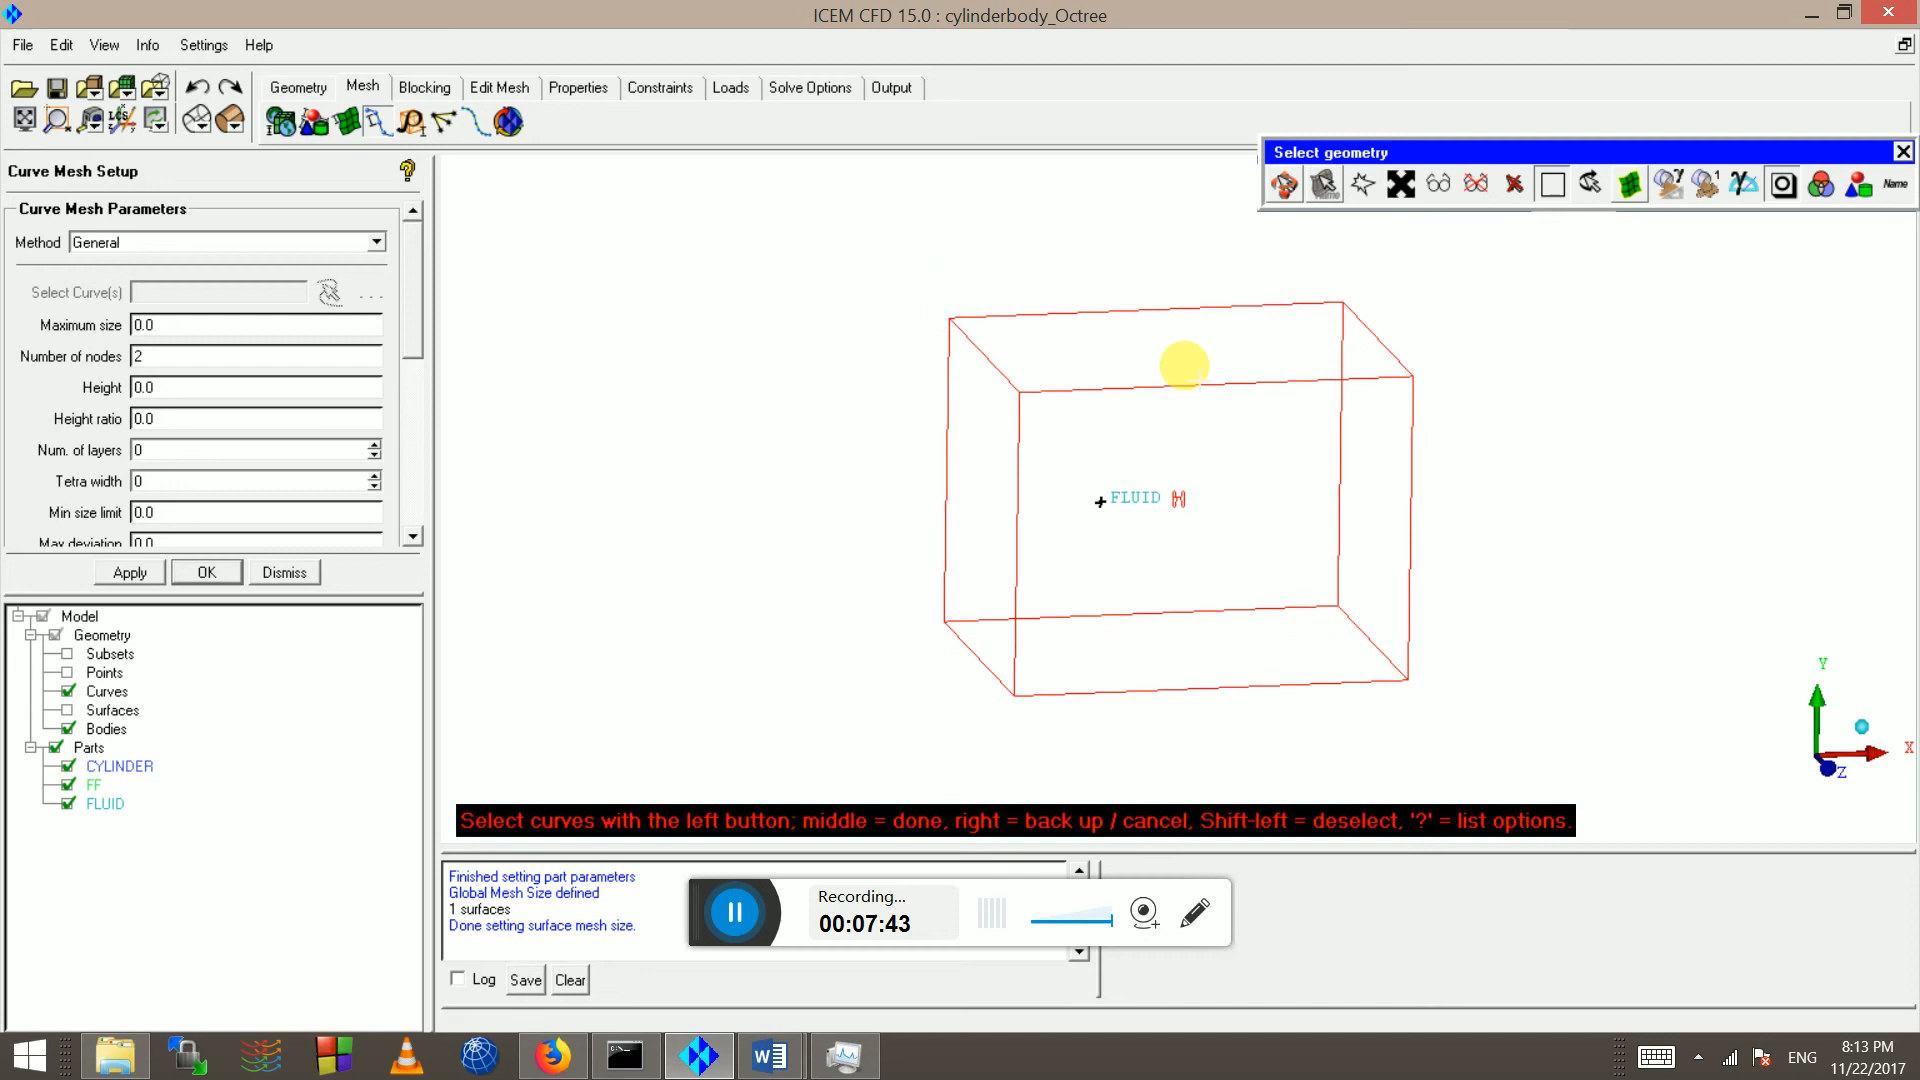 ICEM CFD 15.0 : cylinderbody_Octree
File Edit View Info Settings Help
Geometry Mesh Blocking Edit Mesh Properties Constraints Loads Solve Options Output
Select geometry
Name
Curve Mesh Setup
Curve Mesh Parameters
Method General
Select Curve(s) ...
Maximum size 0.0
Number of nodes 2
Height 0.0
Height ratio 0.0
Num. of layers 0
Tetra width 0
Min size limit 0.0
Max deviation 0.0
Apply OK Dismiss
Model
Geometry
Subsets
Points
Curves
Surfaces
Bodies
Parts
CYLINDER
FF
FLUID
FLUID
Y
X
Z
Select curves with the left button; middle = done, right = back up / cancel, Shift-left = deselect, '?' = list options.
Finished setting part parameters
Global Mesh Size defined
1 surfaces
Done setting surface mesh size.
Log Save Clear
Recording...
00:07:43
ENG
8:13 PM
11/22/2017